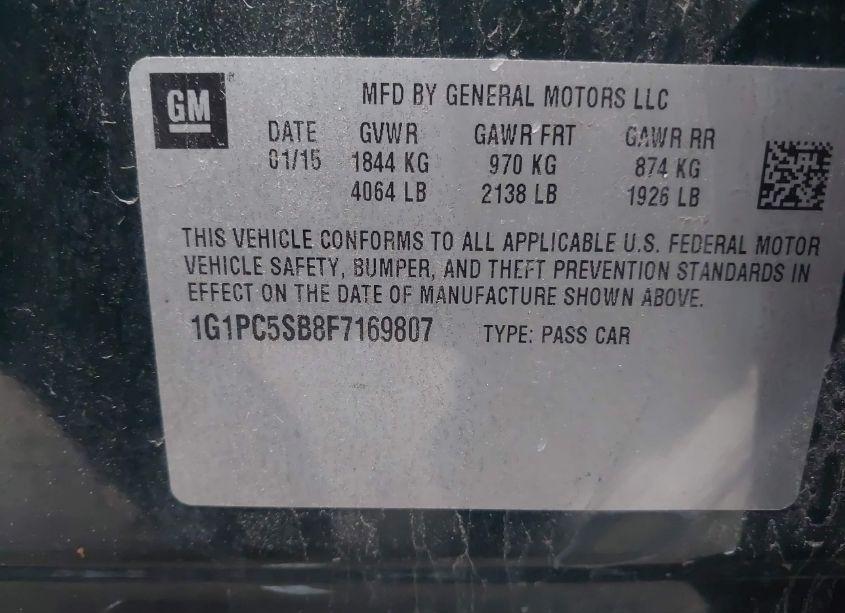 GM
MFD BY GENERAL MOTORS LLC
DATE GVWR GAWR FRT GAWR RR
01/15 1844 KG 970 KG 874 KG
4064 LB 2138 LB 1926 LB
THIS VEHICLE CONFORMS TO ALL APPLICABLE U.S. FEDERAL MOTOR
VEHICLE SAFETY, BUMPER, AND THEFT PREVENTION STANDARDS IN
EFFECT ON THE DATE OF MANUFACTURE SHOWN ABOVE.
1G1PC5SB8F7169807 TYPE: PASS CAR